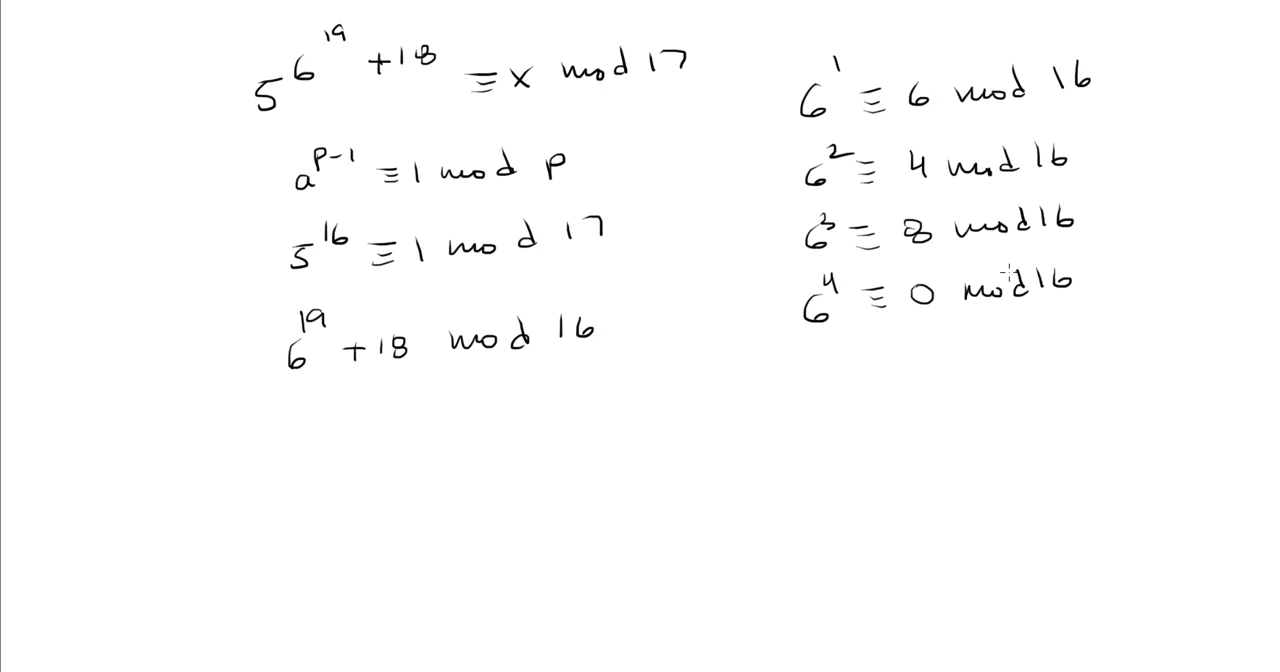 5^{6^{19}+18} ≡ x mod 17
a^{p-1} ≡ 1 mod p
5^{16} ≡ 1 mod 17
6^{19} + 18 mod 16
6^1 ≡ 6 mod 16
6^2 ≡ 4 mod 16
6^3 ≡ 8 mod 16
6^4 ≡ 0 mod 16